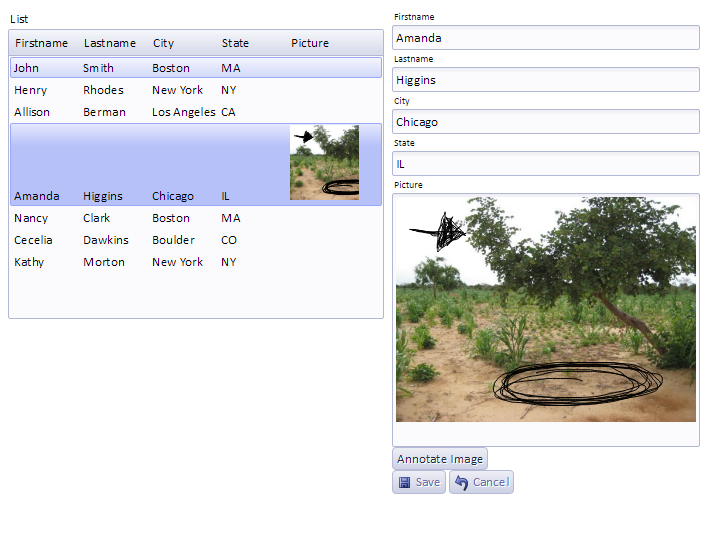 List
Firstname Lastname City State Picture
John Smith Boston MA
Henry Rhodes New York NY
Allison Berman Los Angeles CA
Amanda Higgins Chicago IL
Nancy Clark Boston MA
Cecelia Dawkins Boulder CO
Kathy Morton New York NY
Firstname
Amanda
Lastname
Higgins
City
Chicago
State
IL
Picture
Annotate Image
Save Cancel